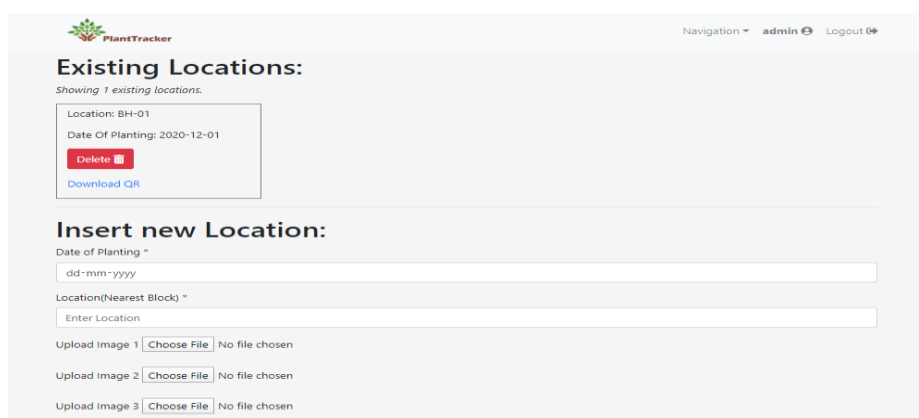 PlantTracker
Navigation admin Logout
Existing Locations:
Showing 1 existing locations.
Location: BH-01
Date Of Planting: 2020-12-01
Delete
Download QR
Insert new Location:
Date of Planting *
dd-mm-yyyy
Location(Nearest Block) *
Enter Location
Upload Image 1 Choose File No file chosen
Upload Image 2 Choose File No file chosen
Upload Image 3 Choose File No file chosen